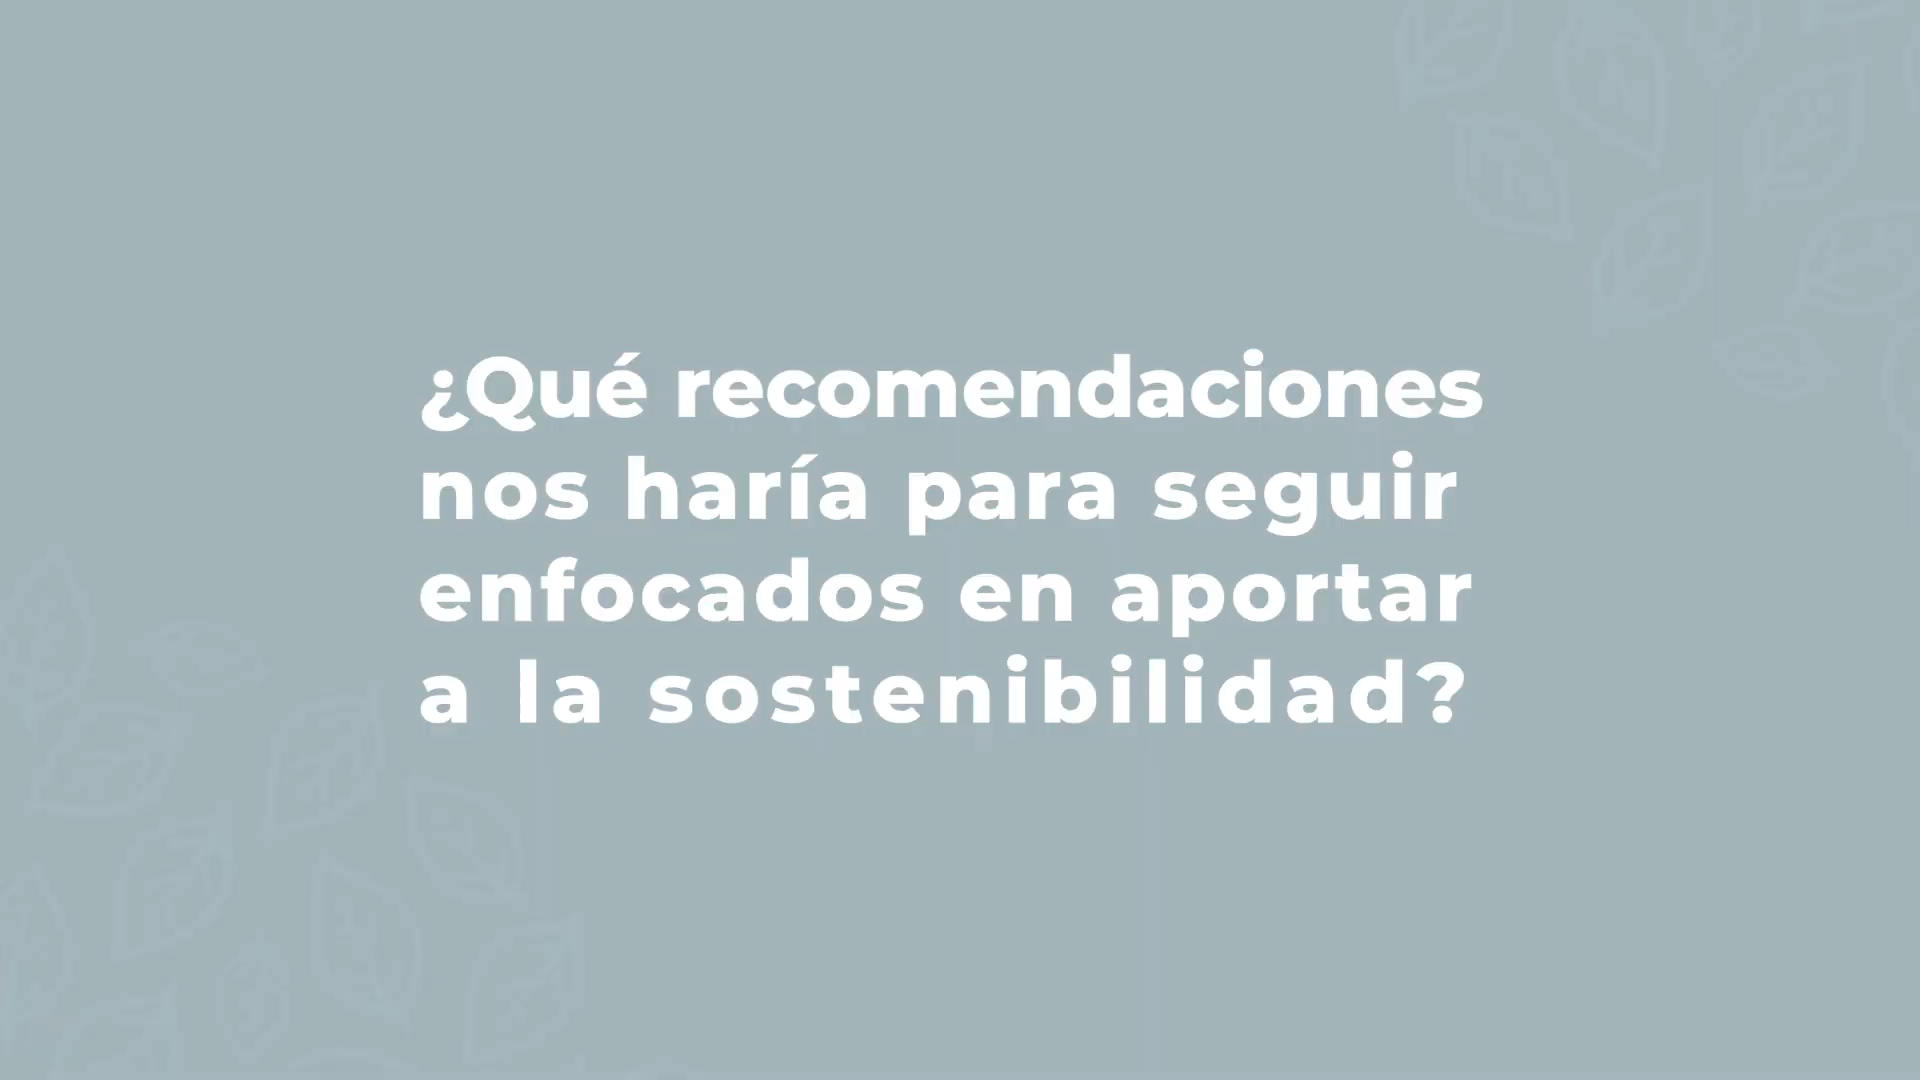 ¿Qué recomendaciones
nos haría para seguir
enfocados en aportar
a la sostenibilidad?